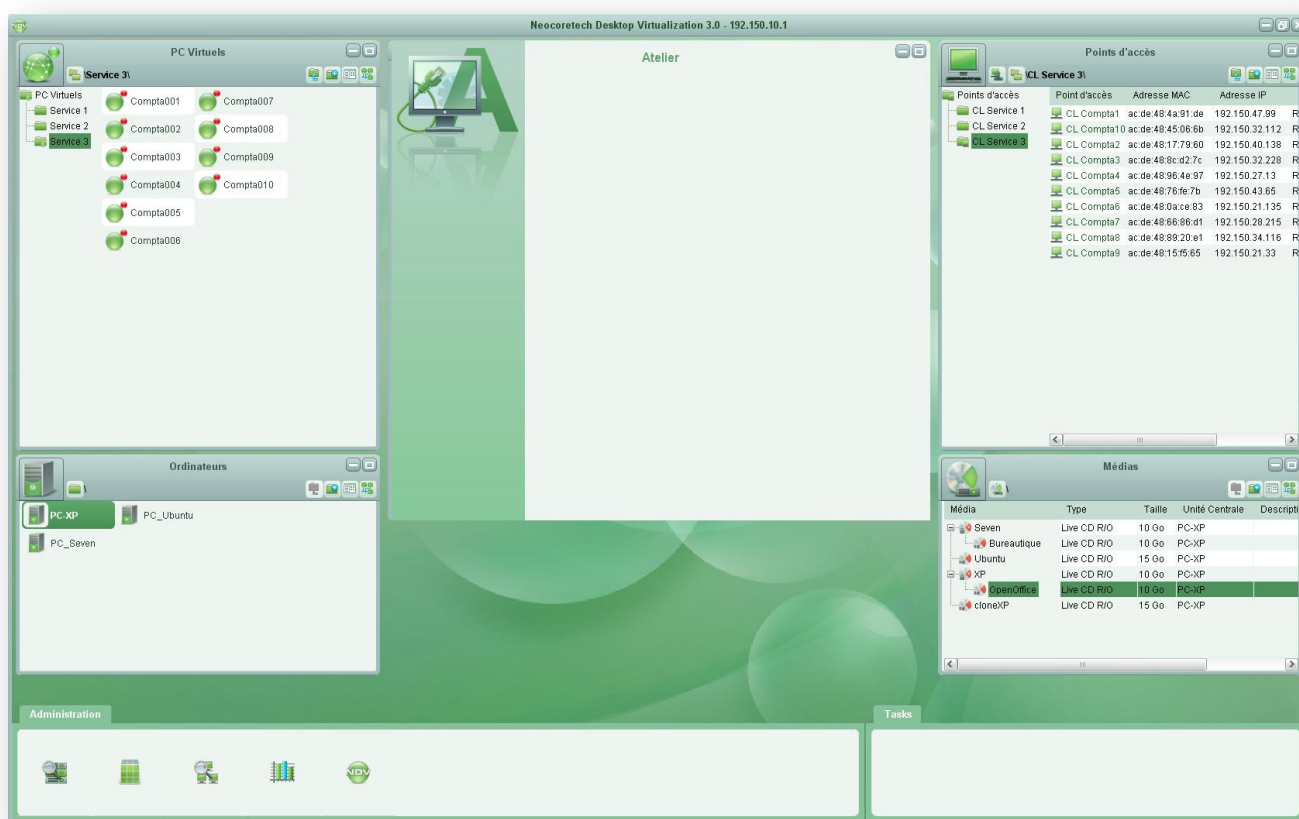 Neocoretech Desktop Virtualization 3.0 - 192.150.10.1
PC Virtuels
\Service 3\
PC Virtuels
Service 1
Service 2
Service 3
Compta001
Compta007
Compta002
Compta008
Compta003
Compta009
Compta004
Compta010
Compta005
Compta006
Atelier
A
Points d'accès
\CL Service 3\
Points d'accès
CL Service 1
CL Service 2
CL Service 3
Point d'accès Adresse MAC Adresse IP
CL Compta1 ac:de:48:4a:91:de 192.150.47.99 R
CL Compta10 ac:de:48:45:06:6b 192.150.32.112 R
CL Compta2 ac:de:48:17:79:60 192.150.40.138 R
CL Compta3 ac:de:48:8c:d2:7c 192.150.32.228 R
CL Compta4 ac:de:48:96:4e:97 192.150.27.13 R
CL Compta5 ac:de:48:76:fe:7b 192.150.43.65 R
CL Compta6 ac:de:48:0a:ce:83 192.150.21.135 R
CL Compta7 ac:de:48:66:86:d1 192.150.28.215 R
CL Compta8 ac:de:48:89:20:e1 192.150.34.116 R
CL Compta9 ac:de:48:15:f5:65 192.150.21.33 R
Ordinateurs
\
PC-XP
PC_Ubuntu
PC_Seven
Médias
\
Média Type Taille Unité Centrale Descripti
Seven Live CD R/O 10 Go PC-XP
Bureautique Live CD R/O 10 Go PC-XP
Ubuntu Live CD R/O 15 Go PC-XP
XP Live CD R/O 10 Go PC-XP
OpenOffice Live CD R/O 10 Go PC-XP
cloneXP Live CD R/O 15 Go PC-XP
Administration
Tasks
NDV